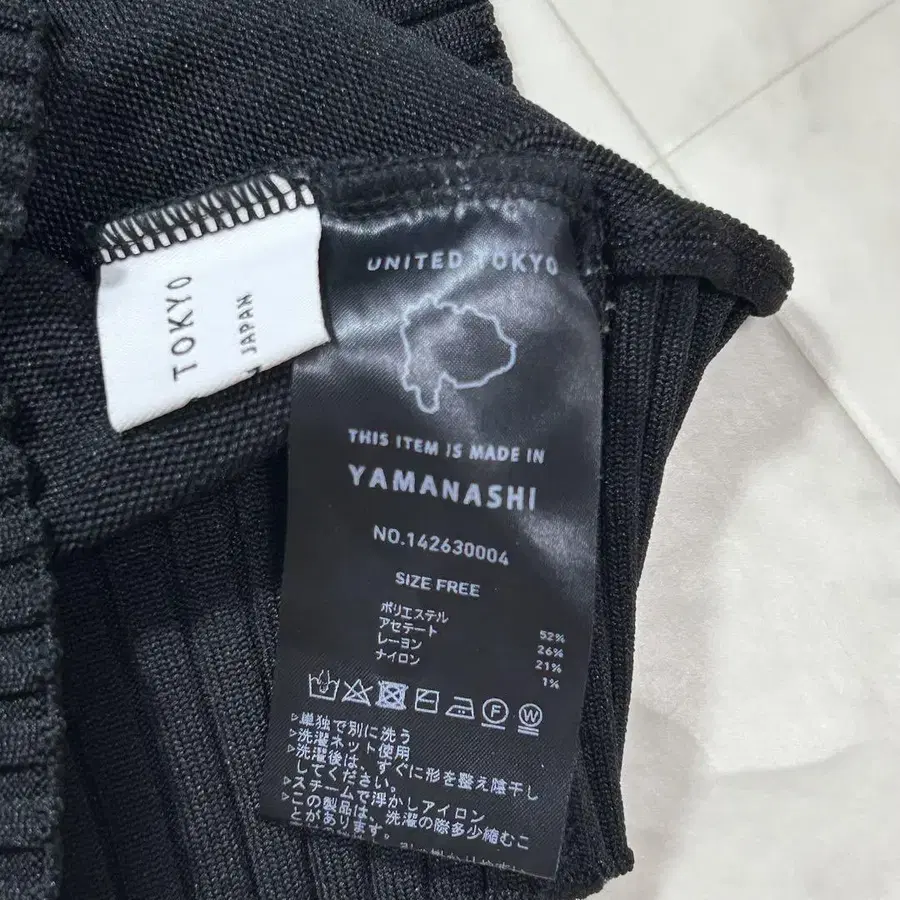 TOKYO
JAPAN
UNITED TOKYO
THIS ITEM IS MADE IN
YAMANASHI
NO.142630004
SIZE FREE
ポリエステル 52%
アセテート 26%
レーヨン 21%
ナイロン 1%
F W
▷単独で別に洗う
▷洗濯ネット使用
▷洗濯後は、すぐに形を整え陰干し
してください。
▷スチームで浮かしアイロン
▷この製品は、洗濯の際多少縮むこ
とがあります。